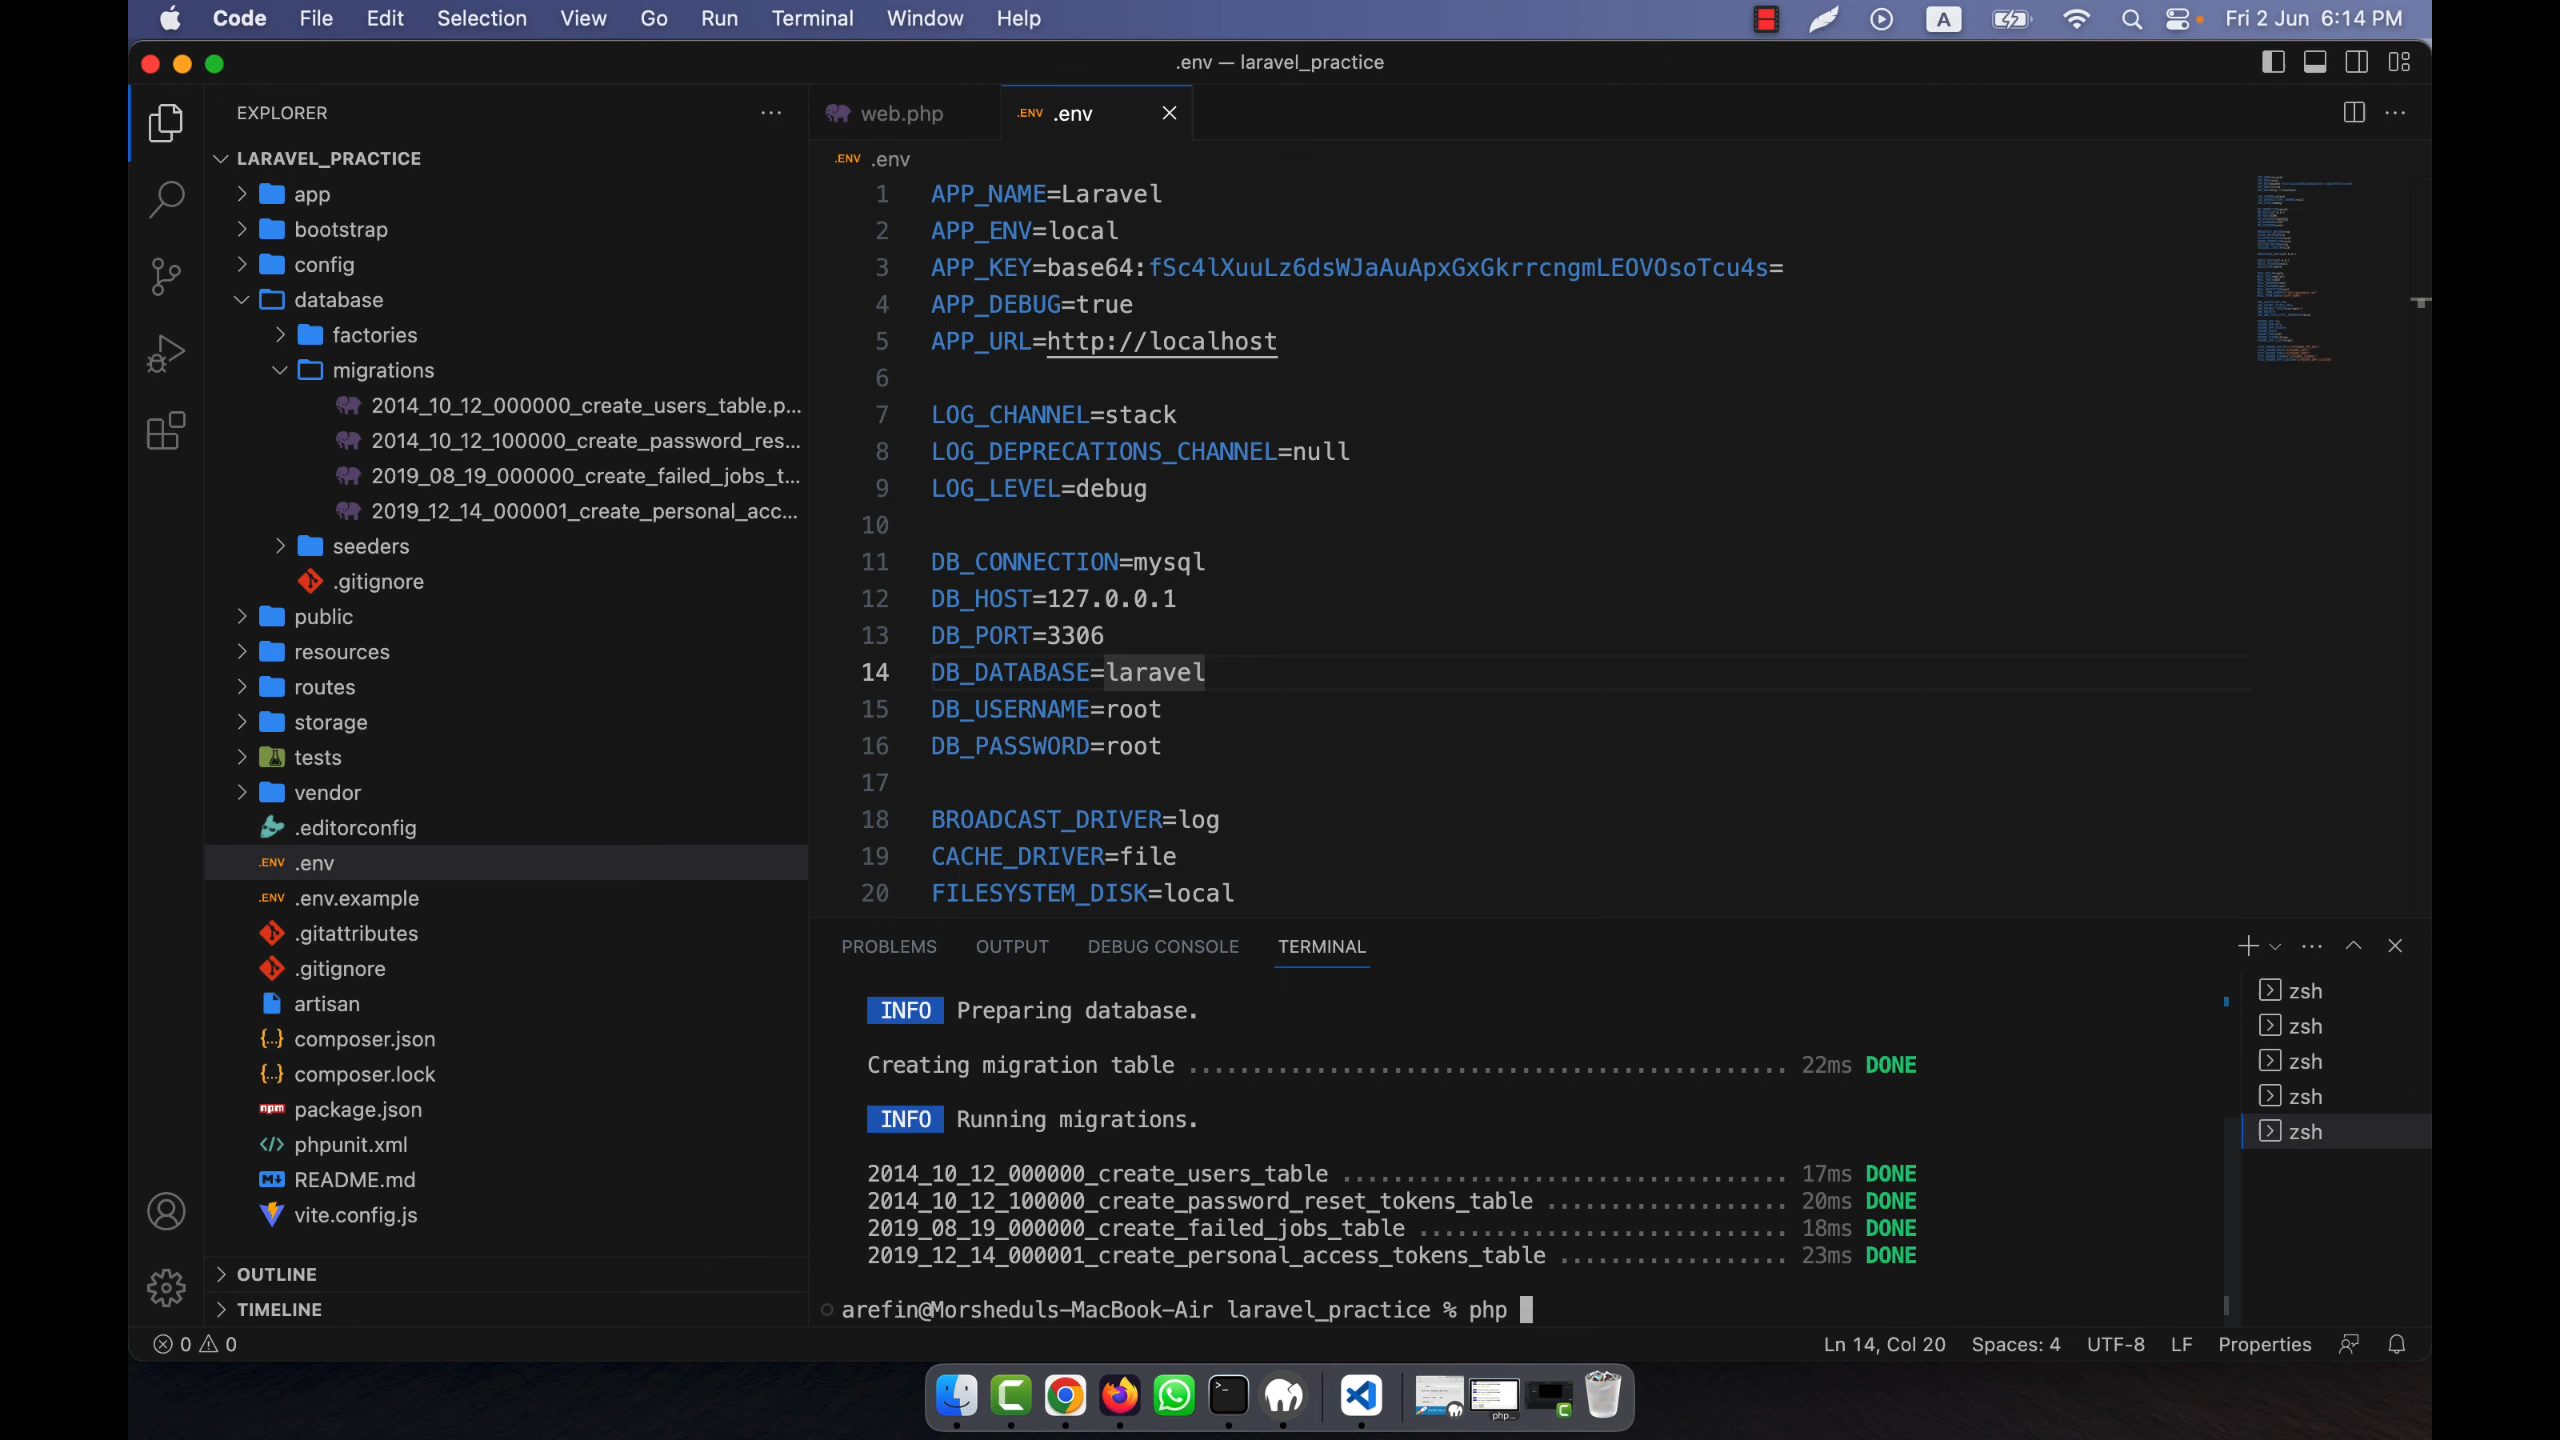 Code File Edit Selection View Go Run Terminal Window Help
A
Fri 2 Jun 6:14 PM
.env — laravel_practice
EXPLORER
LARAVEL_PRACTICE
app
bootstrap
config
database
factories
migrations
2014_10_12_000000_create_users_table.p...
2014_10_12_100000_create_password_res...
2019_08_19_000000_create_failed_jobs_t...
2019_12_14_000001_create_personal_acc...
seeders
.gitignore
public
resources
routes
storage
tests
vendor
.editorconfig
.ENV .env
.ENV .env.example
.gitattributes
.gitignore
artisan
{..} composer.json
{..} composer.lock
npm package.json
phpunit.xml
README.md
vite.config.js
OUTLINE
TIMELINE
web.php
.ENV .env
.ENV .env
1 APP_NAME=Laravel
2 APP_ENV=local
3 APP_KEY=base64:fSc4lXuuLz6dsWJaAuApxGxGkrrcngmLEOVOsoTcu4s=
4 APP_DEBUG=true
5 APP_URL=http://localhost
6
7 LOG_CHANNEL=stack
8 LOG_DEPRECATIONS_CHANNEL=null
9 LOG_LEVEL=debug
10
11 DB_CONNECTION=mysql
12 DB_HOST=127.0.0.1
13 DB_PORT=3306
14 DB_DATABASE=laravel
15 DB_USERNAME=root
16 DB_PASSWORD=root
17
18 BROADCAST_DRIVER=log
19 CACHE_DRIVER=file
20 FILESYSTEM_DISK=local
PROBLEMS OUTPUT DEBUG CONSOLE TERMINAL
INFO Preparing database.
Creating migration table .............................................. 22ms DONE
INFO Running migrations.
2014_10_12_000000_create_users_table .................................. 17ms DONE
2014_10_12_100000_create_password_reset_tokens_table .................. 20ms DONE
2019_08_19_000000_create_failed_jobs_table ............................ 18ms DONE
2019_12_14_000001_create_personal_access_tokens_table ................. 23ms DONE
arefin@Morsheduls-MacBook-Air laravel_practice % php
zsh
zsh
zsh
zsh
zsh
0 0
Ln 14, Col 20 Spaces: 4 UTF-8 LF Properties
php...